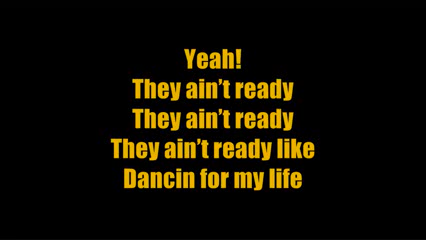 Yeah!
They ain't ready
They ain't ready
They ain't ready like
Dancin for my life